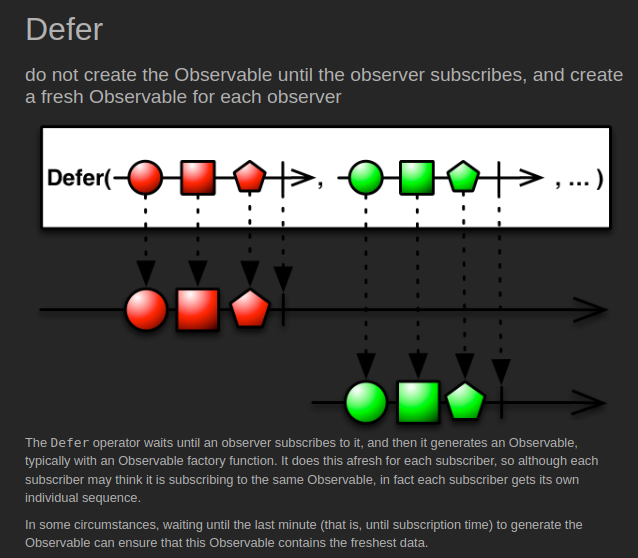 Defer
do not create the Observable until the observer subscribes, and create
a fresh Observable for each observer
Defer( , , ... )
The Defer operator waits until an observer subscribes to it, and then it generates an Observable,
typically with an Observable factory function. It does this afresh for each subscriber, so although each
subscriber may think it is subscribing to the same Observable, in fact each subscriber gets its own
individual sequence.
In some circumstances, waiting until the last minute (that is, until subscription time) to generate the
Observable can ensure that this Observable contains the freshest data.